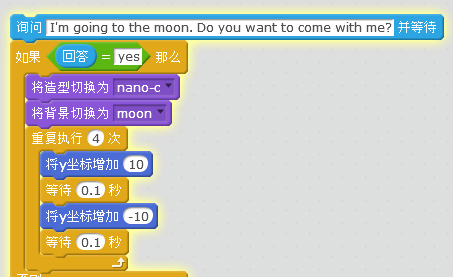 询问 I'm going to the moon. Do you want to come with me? 并等待
如果 回答 = yes 那么
将造型切换为 nano-c
将背景切换为 moon
重复执行 4 次
将y坐标增加 10
等待 0.1 秒
将y坐标增加 -10
等待 0.1 秒
否则